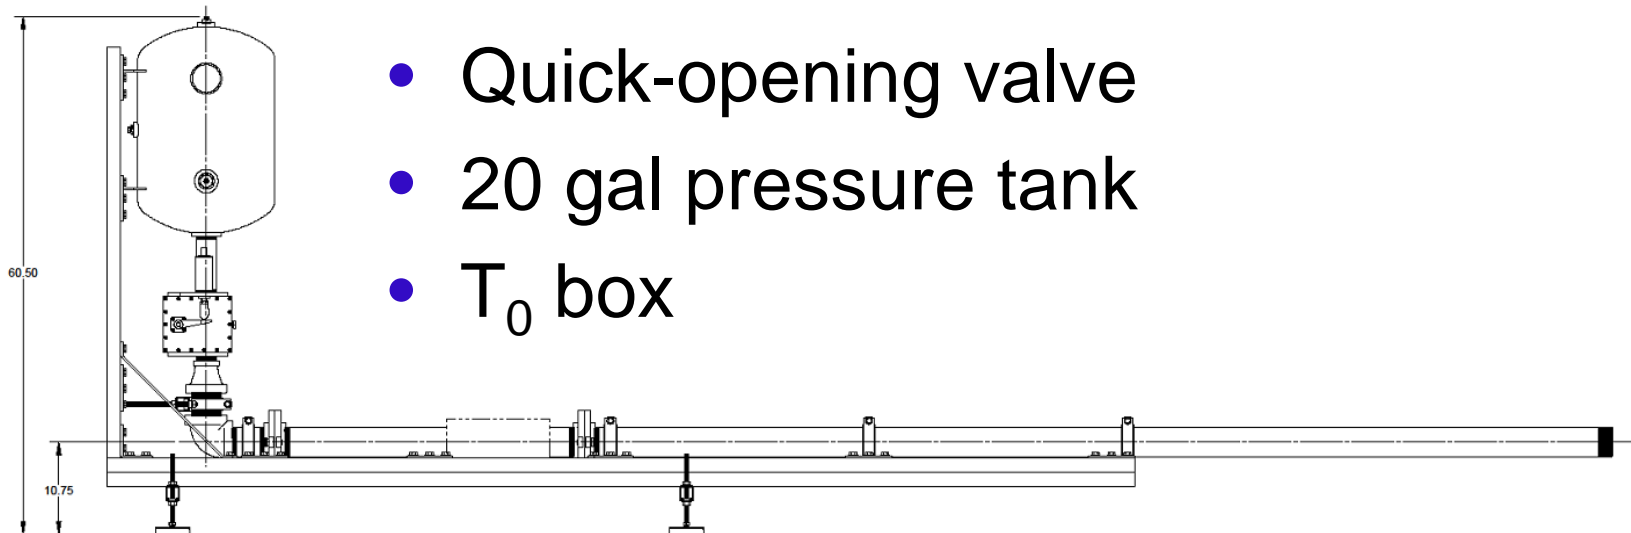 • Quick-opening valve
• 20 gal pressure tank
• T₀ box
60.50
10.75